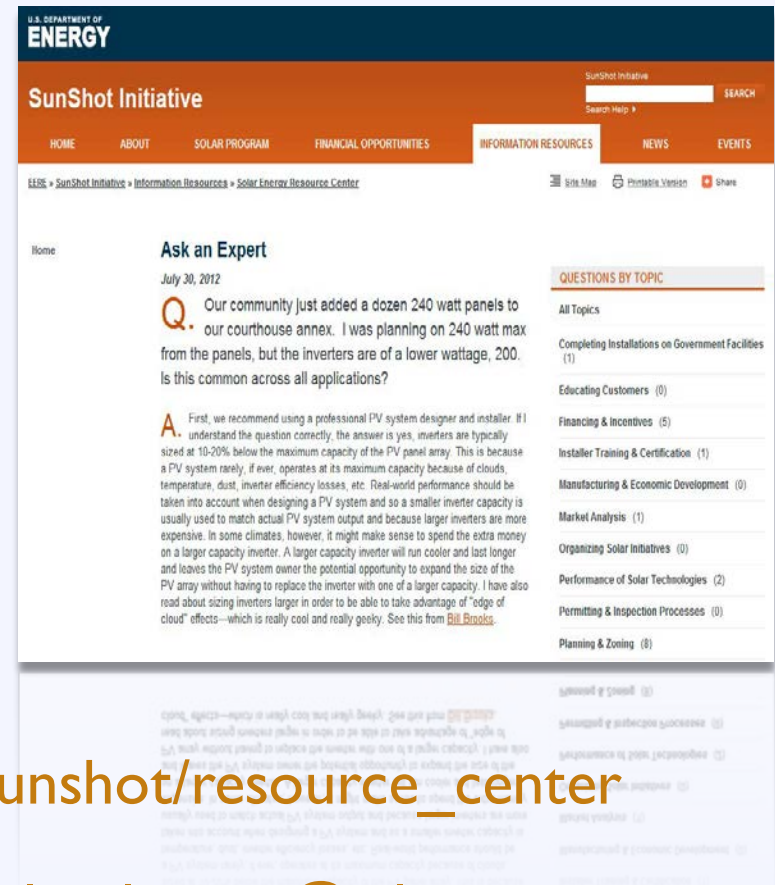 U.S. DEPARTMENT OF
ENERGY
SunShot Initiative
SunShot Initiative
SEARCH
Search Help
HOME ABOUT SOLAR PROGRAM FINANCIAL OPPORTUNITIES INFORMATION RESOURCES NEWS EVENTS
EERE » SunShot Initiative » Information Resources » Solar Energy Resource Center
Site Map Printable Version Share
Home
Ask an Expert
July 30, 2012
Q. Our community just added a dozen 240 watt panels to
our courthouse annex. I was planning on 240 watt max
from the panels, but the inverters are of a lower wattage, 200.
Is this common across all applications?
A. First, we recommend using a professional PV system designer and installer. If I
understand the question correctly, the answer is yes, inverters are typically
sized at 10-20% below the maximum capacity of the PV panel array. This is because
a PV system rarely, if ever, operates at its maximum capacity because of clouds,
temperature, dust, inverter efficiency losses, etc. Real-world performance should be
taken into account when designing a PV system and so a smaller inverter capacity is
usually used to match actual PV system output and because larger inverters are more
expensive. In some climates, however, it might make sense to spend the extra money
on a larger capacity inverter. A larger capacity inverter will run cooler and last longer
and leaves the PV system owner the potential opportunity to expand the size of the
PV array without having to replace the inverter with one of a larger capacity. I have also
read about sizing inverters larger in order to be able to take advantage of "edge of
cloud" effects—which is really cool and really geeky. See this from Bill Brooks.
QUESTIONS BY TOPIC
All Topics
Completing Installations on Government Facilities
(1)
Educating Customers (0)
Financing & Incentives (5)
Installer Training & Certification (1)
Manufacturing & Economic Development (0)
Market Analysis (1)
Organizing Solar Initiatives (0)
Performance of Solar Technologies (2)
Permitting & Inspection Processes (0)
Planning & Zoning (8)
unshot/resource_center